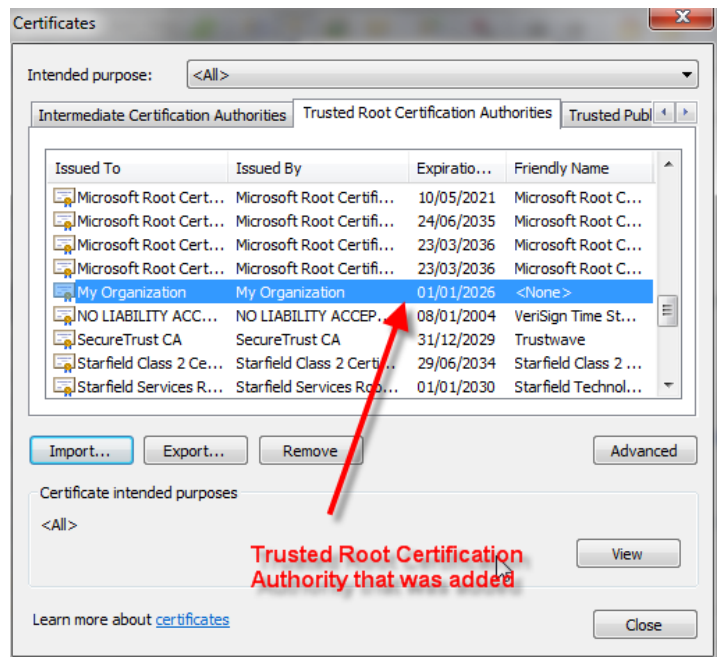 Certificates
Intended purpose: <All>
Intermediate Certification Authorities Trusted Root Certification Authorities Trusted Publ
Issued To Issued By Expiratio... Friendly Name
Microsoft Root Cert... Microsoft Root Certifi... 10/05/2021 Microsoft Root C...
Microsoft Root Cert... Microsoft Root Certifi... 24/06/2035 Microsoft Root C...
Microsoft Root Cert... Microsoft Root Certifi... 23/03/2036 Microsoft Root C...
Microsoft Root Cert... Microsoft Root Certifi... 23/03/2036 Microsoft Root C...
My Organization My Organization 01/01/2026 <None>
NO LIABILITY ACC... NO LIABILITY ACCEP... 08/01/2004 VeriSign Time St...
SecureTrust CA SecureTrust CA 31/12/2029 Trustwave
Starfield Class 2 Ce... Starfield Class 2 Certi... 29/06/2034 Starfield Class 2 ...
Starfield Services R... Starfield Services Roo... 01/01/2030 Starfield Technol...
Import... Export... Remove Advanced
Certificate intended purposes
<All>
Trusted Root Certification
Authority that was added
View
Learn more about certificates
Close